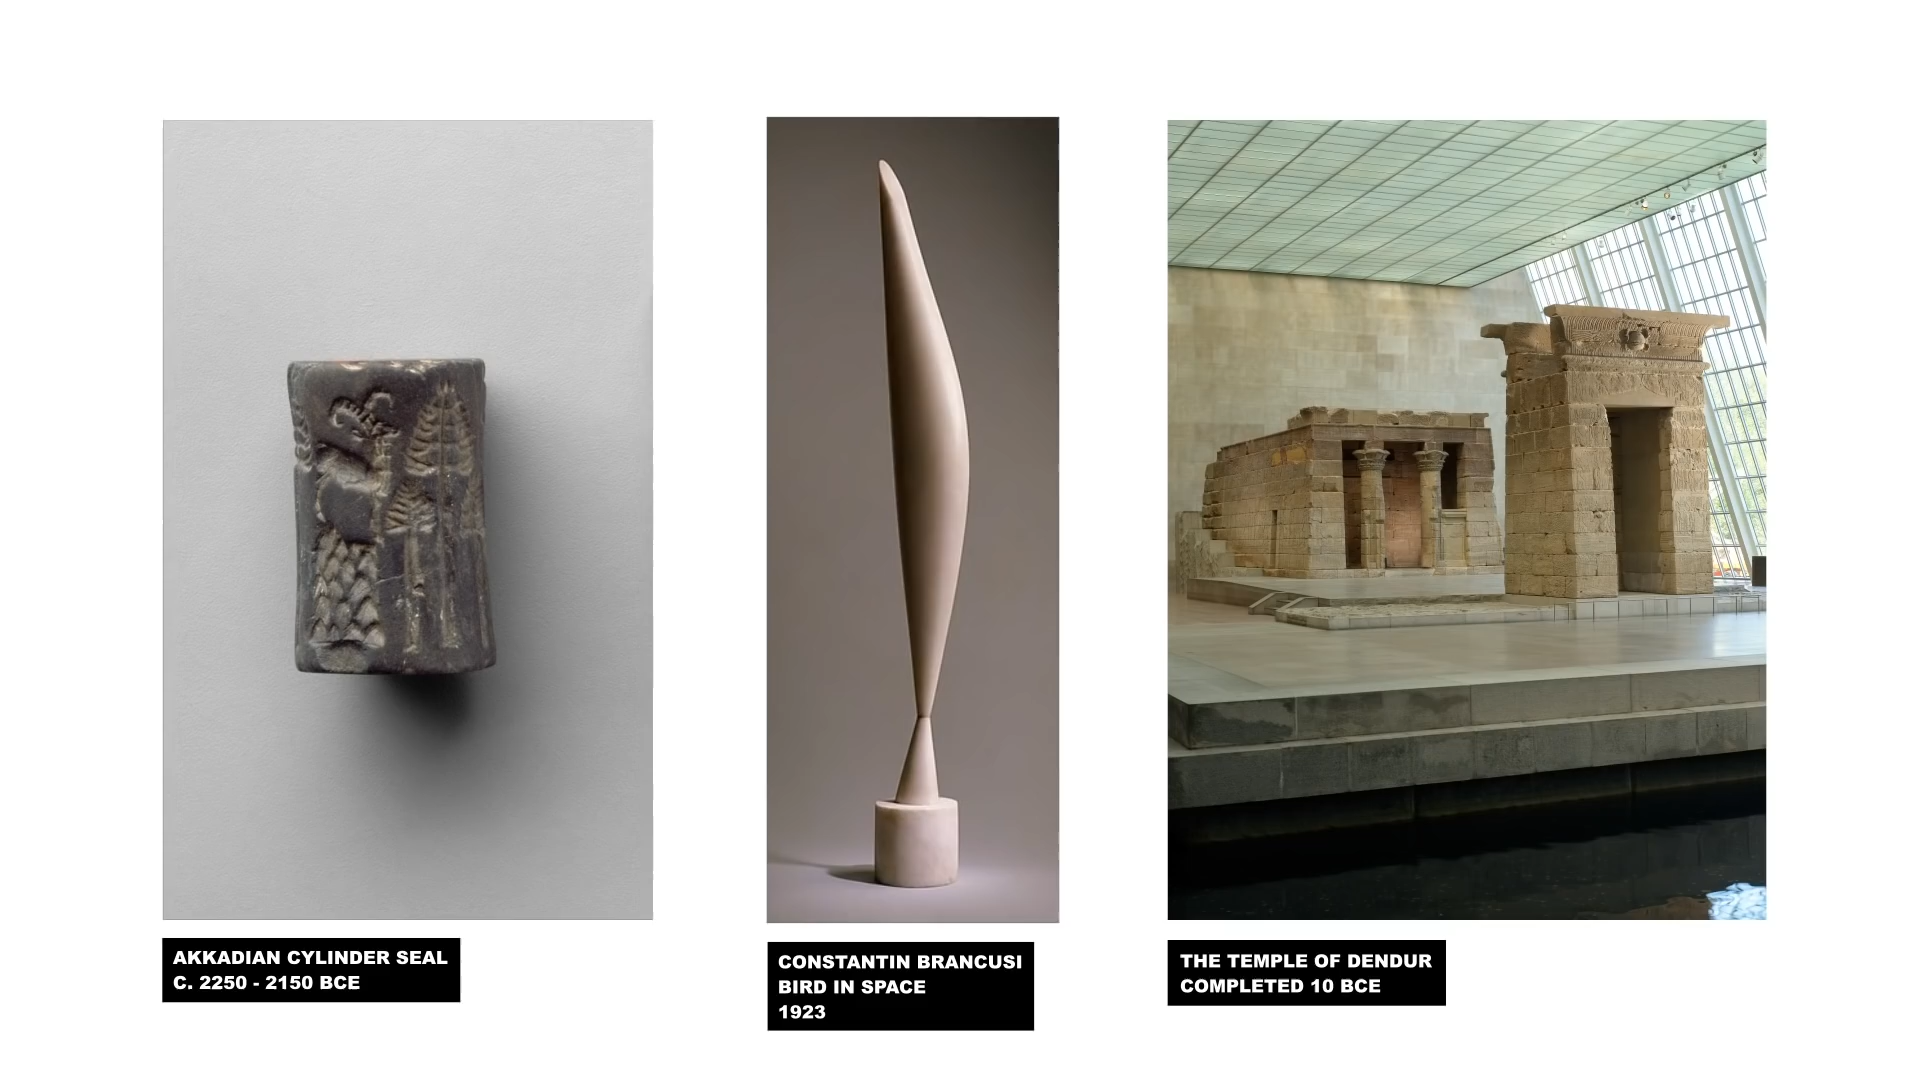 AKKADIAN CYLINDER SEAL
C. 2250 - 2150 BCE
CONSTANTIN BRANCUSI
BIRD IN SPACE
1923
THE TEMPLE OF DENDUR
COMPLETED 10 BCE